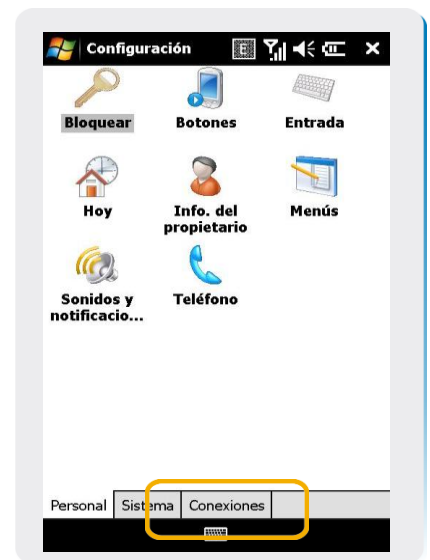 Configuración
E
Bloquear Botones Entrada
Hoy Info. del Menús
propietario
Sonidos y Teléfono
notificacio...
Personal Sistema Conexiones